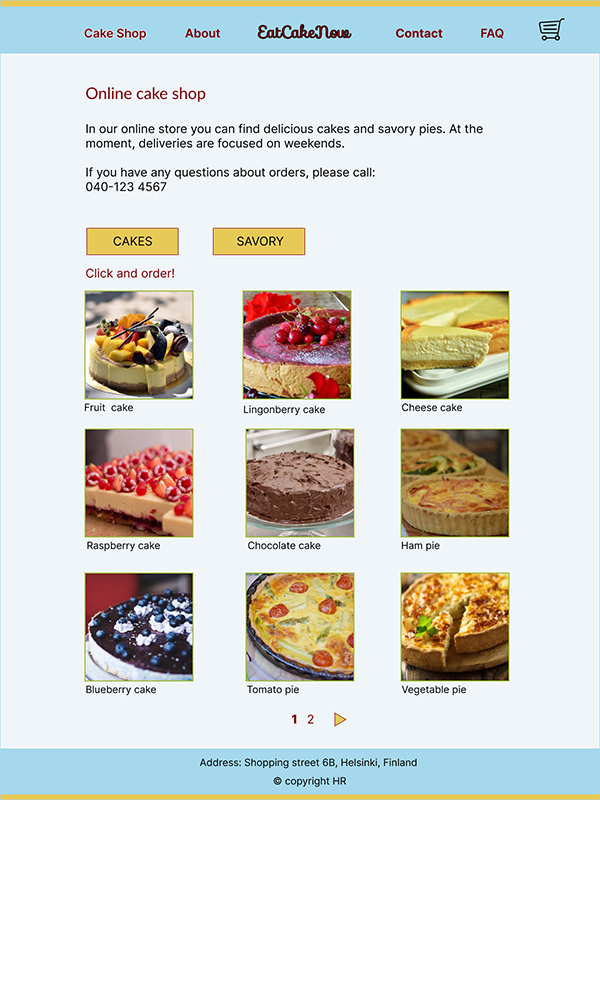 Cake Shop About EatCakeNow Contact FAQ
Online cake shop
In our online store you can find delicious cakes and savory pies. At the
moment, deliveries are focused on weekends.
If you have any questions about orders, please call:
040-123 4567
CAKES SAVORY
Click and order!
Fruit cake Lingonberry cake Cheese cake
Raspberry cake Chocolate cake Ham pie
Blueberry cake Tomato pie Vegetable pie
1 2
Address: Shopping street 6B, Helsinki, Finland
© copyright HR